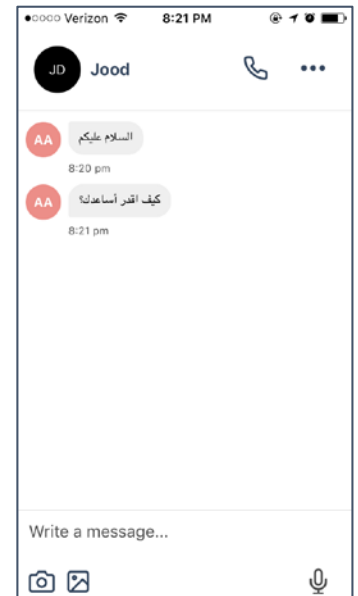 Verizon 8:21 PM
JD Jood
AA السلام عليكم
8:20 pm
AA كيف اقدر أساعدك؟
8:21 pm
Write a message...